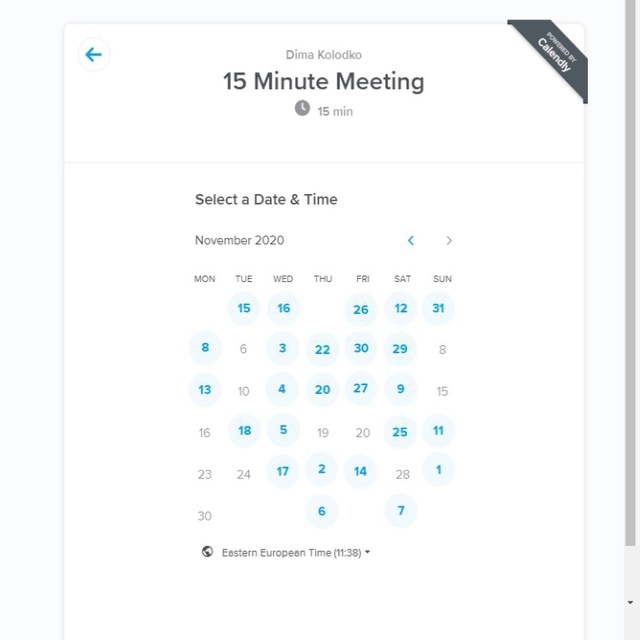 Dima Kolodko
15 Minute Meeting
15 min
POWERED BY
Calendly
Select a Date & Time
November 2020
MON TUE WED THU FRI SAT SUN
15 16 26 12 31
8 6 3 22 30 29 8
13 10 4 20 27 9 15
16 18 5 19 20 25 11
23 24 17 2 14 28 1
30 6 7
Eastern European Time (11:38)